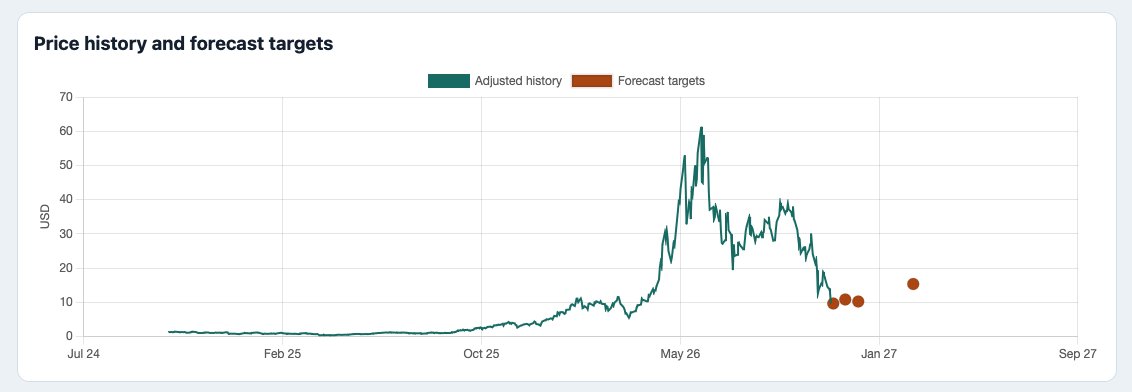 Price history and forecast targets
Adjusted history Forecast targets
70
60
50
40
30
20
10
0
USD
Jul 24 Feb 25 Oct 25 May 26 Jan 27 Sep 27